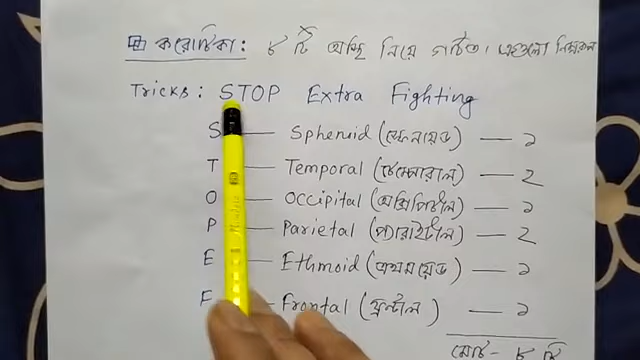 করোটিকা: ৮ টি অস্থি নিয়ে গঠিত। এগুলো নিম্নরূপ
Tricks: STOP Extra Fighting
S — Sphenoid (স্ফেনয়েড) — ১
T — Temporal (টেম্পোরাল) — 2
O — Occipital (অক্সিপিটাল) — ১
P — Parietal (প্যারাইটাল) — 2
E — Ethmoid (এথময়েড) — ১
F — Frontal (ফ্রন্টাল) — ১
মোট - ৮ টি